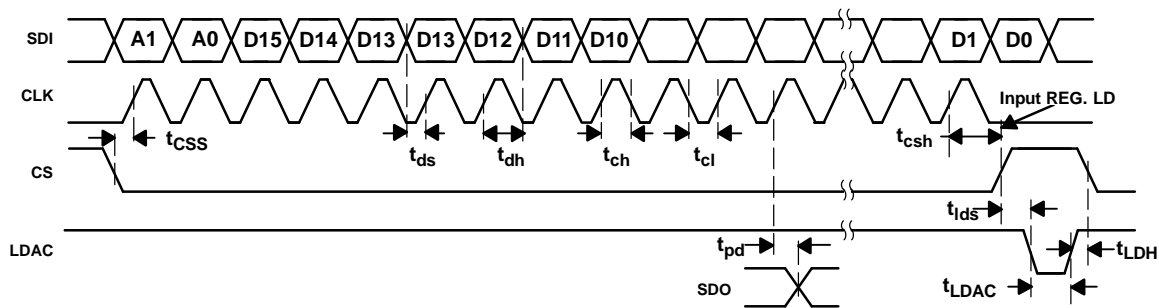 SDI A1 A0 D15 D14 D13 D13 D12 D11 D10 D1 D0
CLK
Input REG. LD
tCSS
tds
tdh
tch
tcl
tcsh
CS
tlds
LDAC
tpd
tLDH
tLDAC
SDO